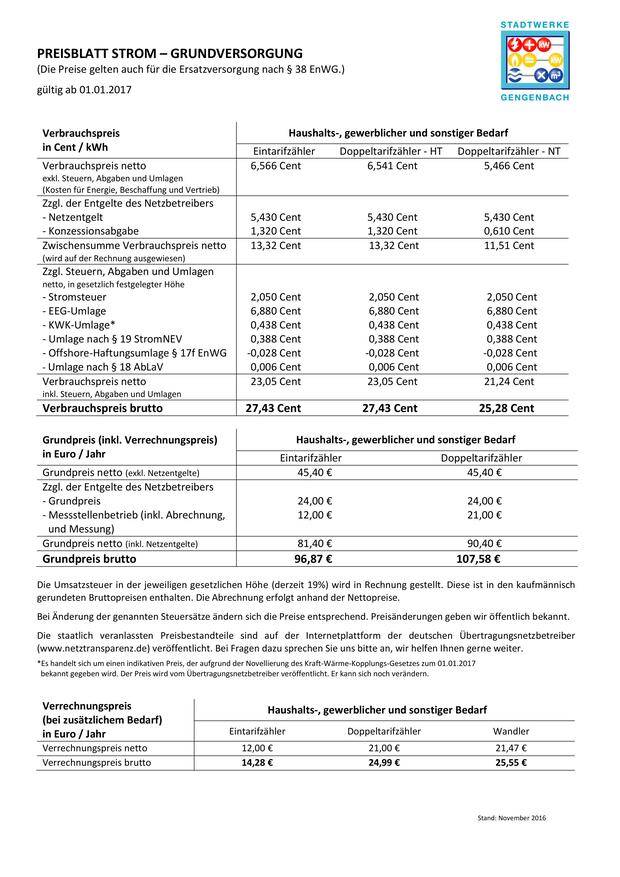 STADTWERKE
RW
m³
GENGENBACH
PREISBLATT STROM – GRUNDVERSORGUNG
(Die Preise gelten auch für die Ersatzversorgung nach § 38 EnWG.)
gültig ab 01.01.2017
Verbrauchspreis
in Cent / kWh
Haushalts-, gewerblicher und sonstiger Bedarf
Eintarifzähler Doppeltarifzähler - HT Doppeltarifzähler - NT
Verbrauchspreis netto 6,566 Cent 6,541 Cent 5,466 Cent
exkl. Steuern, Abgaben und Umlagen
(Kosten für Energie, Beschaffung und Vertrieb)
Zzgl. der Entgelte des Netzbetreibers
- Netzentgelt 5,430 Cent 5,430 Cent 5,430 Cent
- Konzessionsabgabe 1,320 Cent 1,320 Cent 0,610 Cent
Zwischensumme Verbrauchspreis netto 13,32 Cent 13,32 Cent 11,51 Cent
(wird auf der Rechnung ausgewiesen)
Zzgl. Steuern, Abgaben und Umlagen
netto, in gesetzlich festgelegter Höhe
- Stromsteuer 2,050 Cent 2,050 Cent 2,050 Cent
- EEG-Umlage 6,880 Cent 6,880 Cent 6,880 Cent
- KWK-Umlage* 0,438 Cent 0,438 Cent 0,438 Cent
- Umlage nach § 19 StromNEV 0,388 Cent 0,388 Cent 0,388 Cent
- Offshore-Haftungsumlage § 17f EnWG -0,028 Cent -0,028 Cent -0,028 Cent
- Umlage nach § 18 AbLaV 0,006 Cent 0,006 Cent 0,006 Cent
Verbrauchspreis netto 23,05 Cent 23,05 Cent 21,24 Cent
inkl. Steuern, Abgaben und Umlagen
Verbrauchspreis brutto 27,43 Cent 27,43 Cent 25,28 Cent
Grundpreis (inkl. Verrechnungspreis)
in Euro / Jahr
Haushalts-, gewerblicher und sonstiger Bedarf
Eintarifzähler Doppeltarifzähler
Grundpreis netto (exkl. Netzentgelte) 45,40 € 45,40 €
Zzgl. der Entgelte des Netzbetreibers
- Grundpreis 24,00 € 24,00 €
- Messstellenbetrieb (inkl. Abrechnung, 12,00 € 21,00 €
und Messung)
Grundpreis netto (inkl. Netzentgelte) 81,40 € 90,40 €
Grundpreis brutto 96,87 € 107,58 €
Die Umsatzsteuer in der jeweiligen gesetzlichen Höhe (derzeit 19%) wird in Rechnung gestellt. Diese ist in den kaufmännisch
gerundeten Bruttopreisen enthalten. Die Abrechnung erfolgt anhand der Nettopreise.
Bei Änderung der genannten Steuersätze ändern sich die Preise entsprechend. Preisänderungen geben wir öffentlich bekannt.
Die staatlich veranlassten Preisbestandteile sind auf der Internetplattform der deutschen Übertragungsnetzbetreiber
(www.netztransparenz.de) veröffentlicht. Bei Fragen dazu sprechen Sie uns bitte an, wir helfen Ihnen gerne weiter.
*Es handelt sich um einen indikativen Preis, der aufgrund der Novellierung des Kraft-Wärme-Kopplungs-Gesetzes zum 01.01.2017
bekannt gegeben wird. Der Preis wird vom Übertragungsnetzbetreiber veröffentlicht. Er kann sich noch verändern.
Verrechnungspreis
(bei zusätzlichem Bedarf)
in Euro / Jahr
Haushalts-, gewerblicher und sonstiger Bedarf
Eintarifzähler Doppeltarifzähler Wandler
Verrechnungspreis netto 12,00 € 21,00 € 21,47 €
Verrechnungspreis brutto 14,28 € 24,99 € 25,55 €
Stand: November 2016